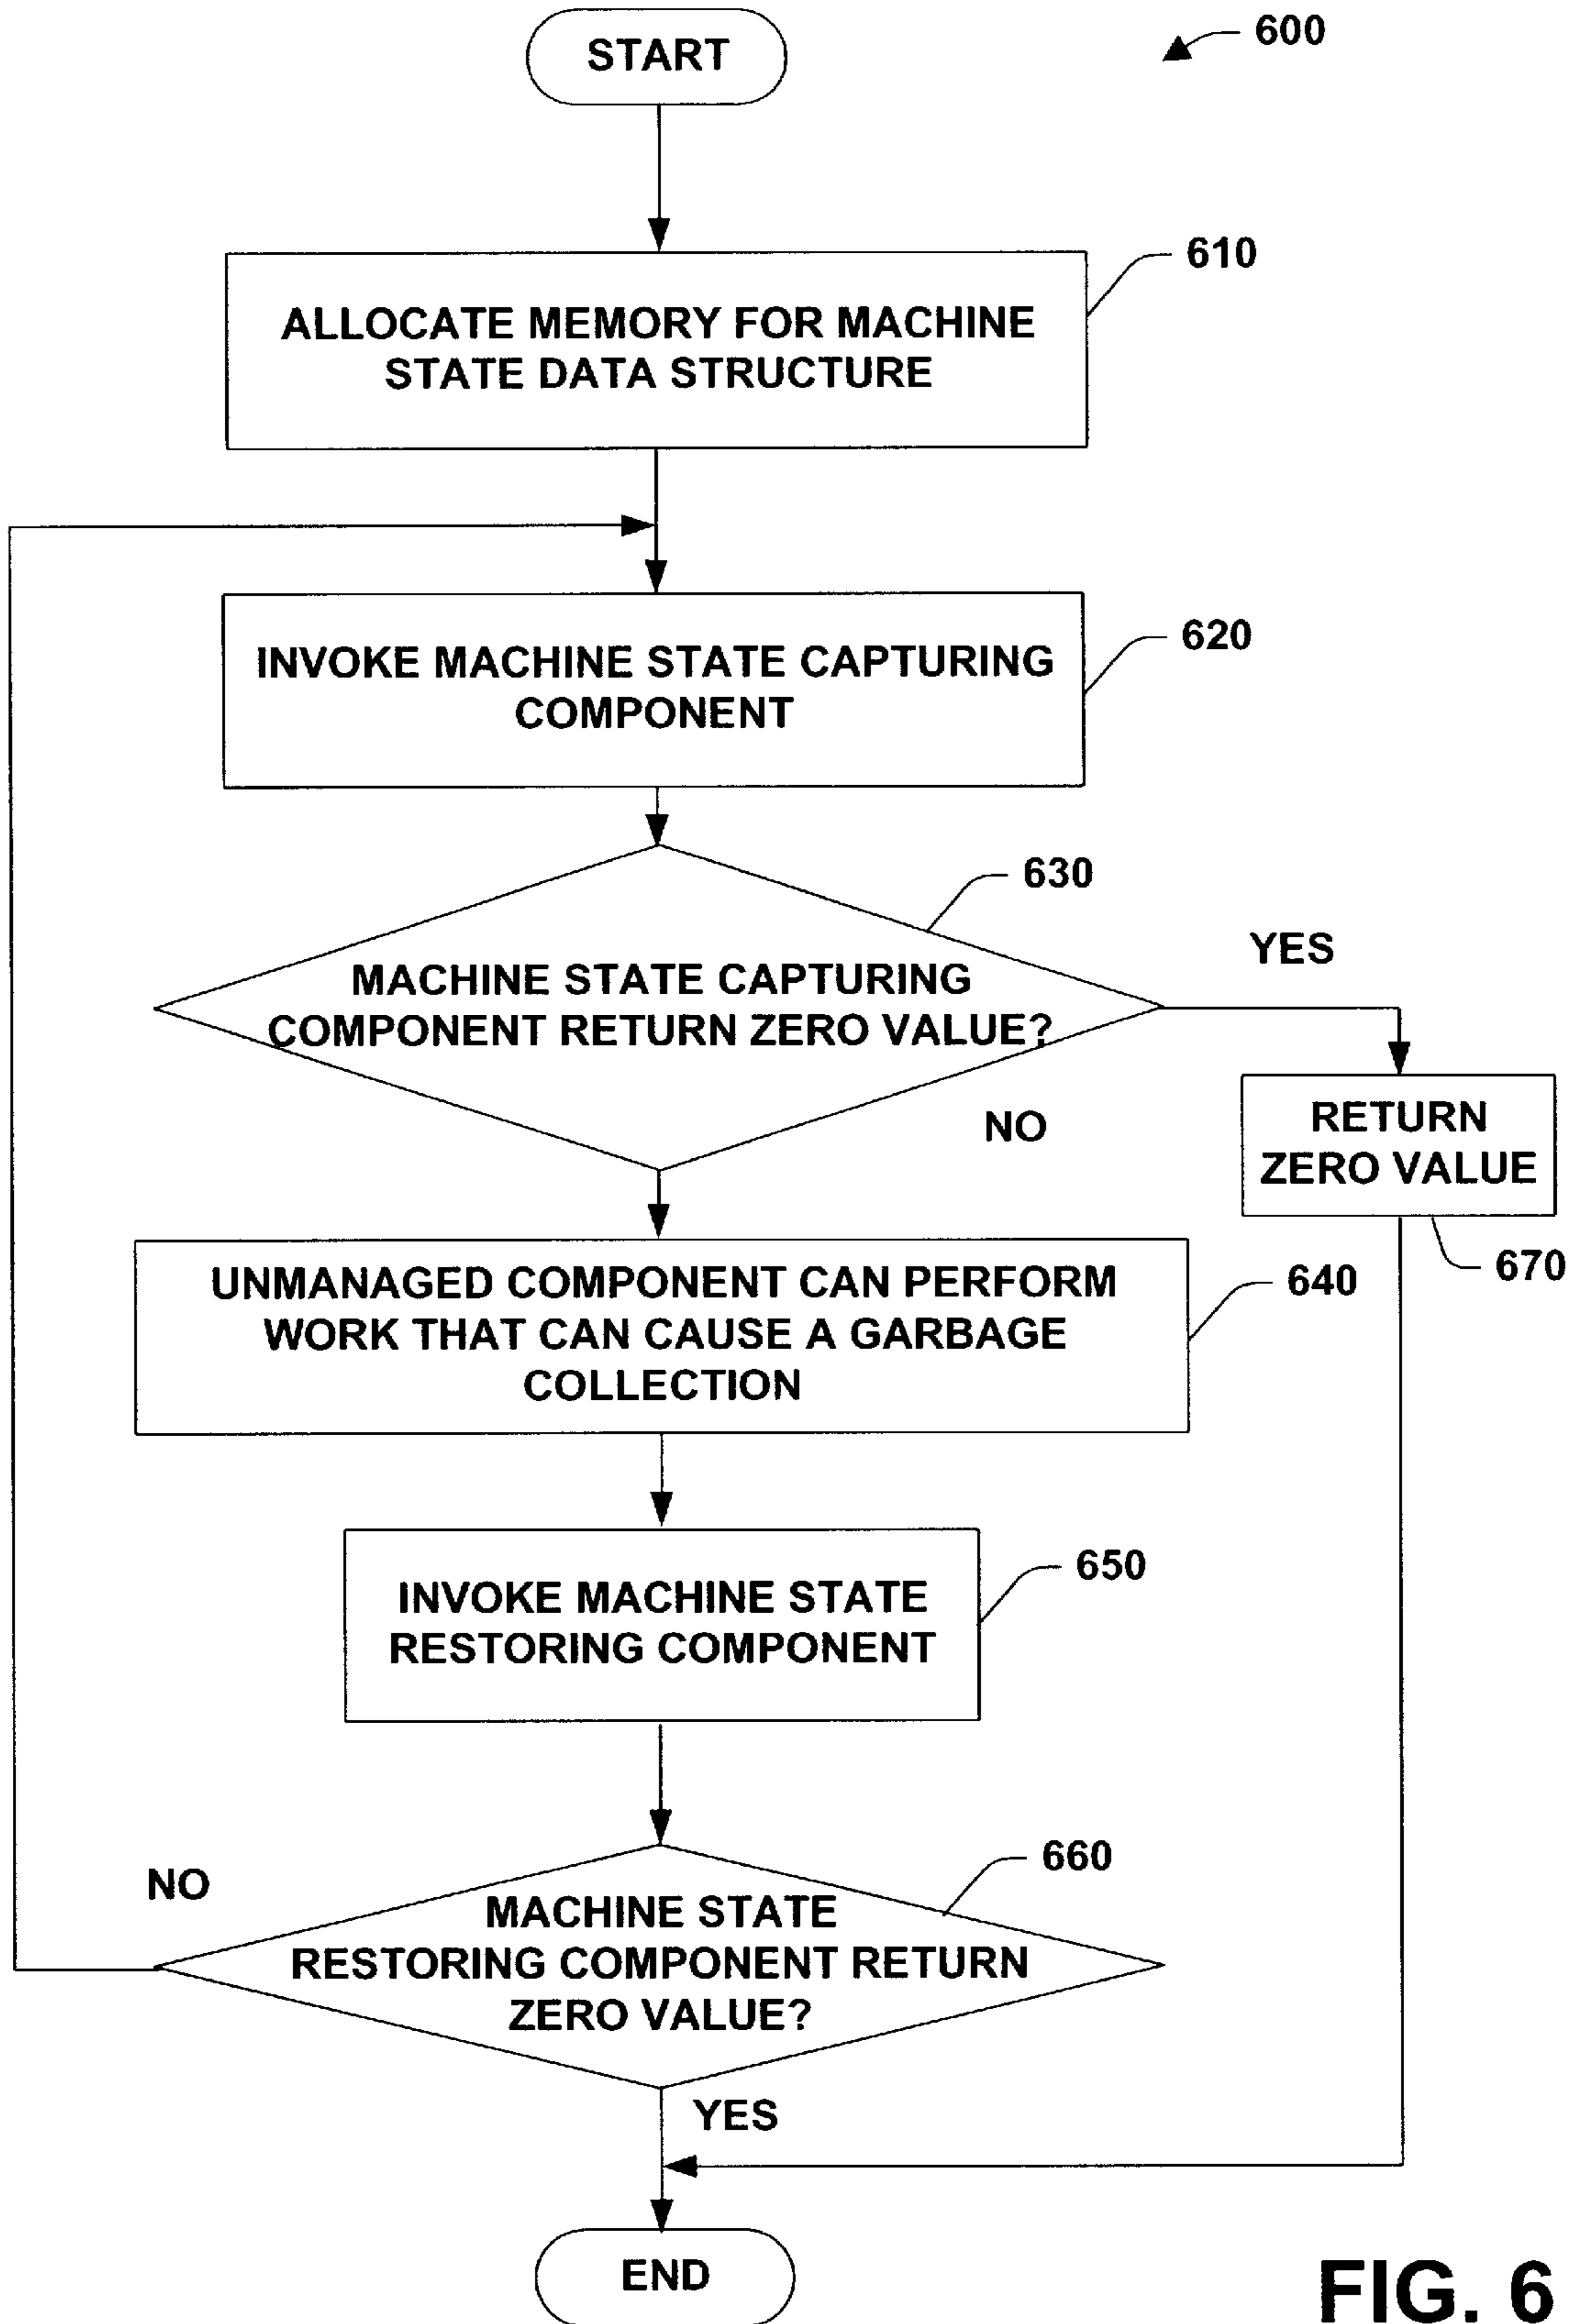 START
600
610
ALLOCATE MEMORY FOR MACHINE
STATE DATA STRUCTURE
620
INVOKE MACHINE STATE CAPTURING
COMPONENT
630
YES
MACHINE STATE CAPTURING
COMPONENT RETURN ZERO VALUE?
NO
RETURN
ZERO VALUE
670
UNMANAGED COMPONENT CAN PERFORM
WORK THAT CAN CAUSE A GARBAGE
COLLECTION
640
650
INVOKE MACHINE STATE
RESTORING COMPONENT
660
NO
MACHINE STATE
RESTORING COMPONENT RETURN
ZERO VALUE?
YES
END
FIG. 6